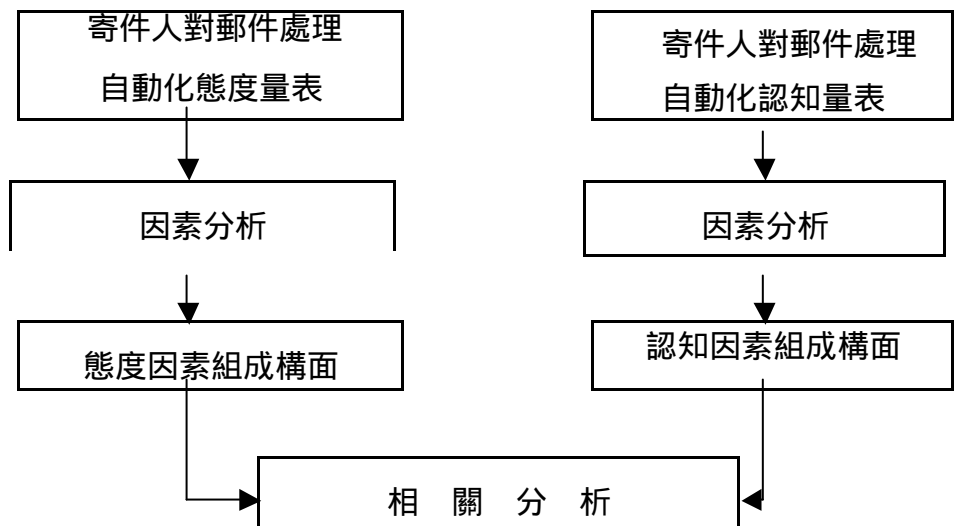 寄件人對郵件處理
自動化態度量表
寄件人對郵件處理
自動化認知量表
因素分析
因素分析
態度因素組成構面
認知因素組成構面
相 關 分 析